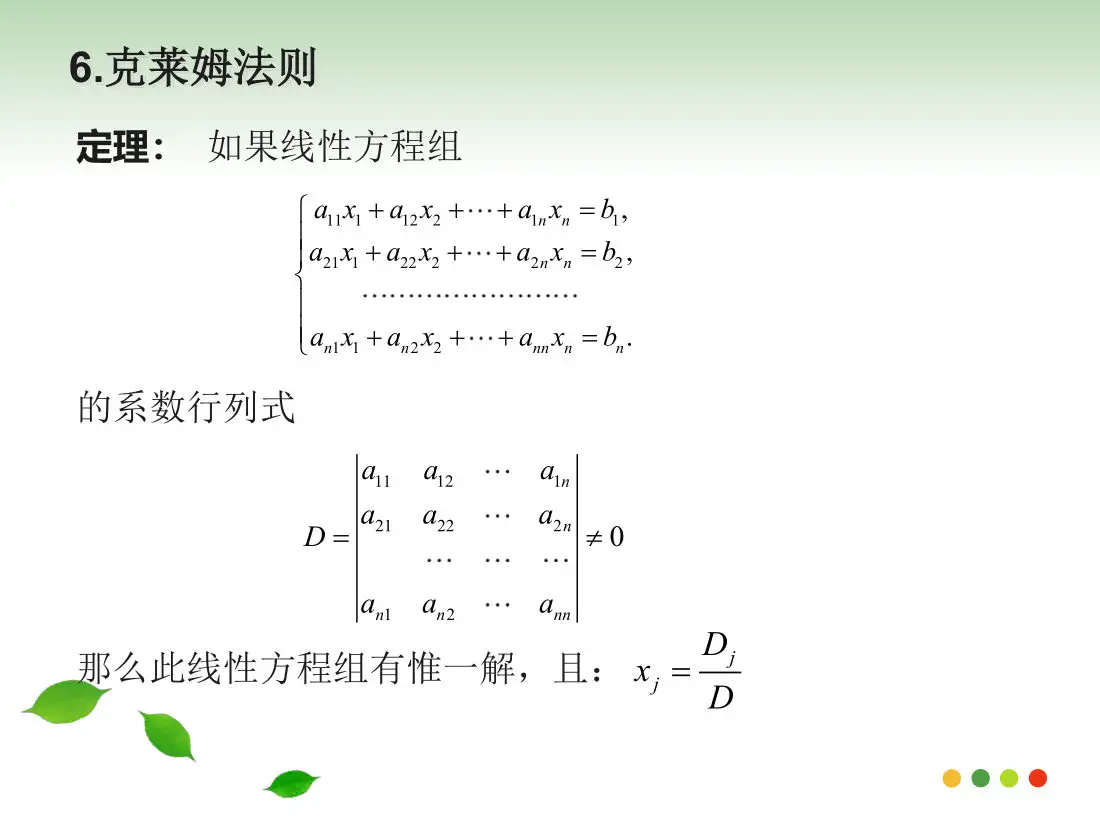 6.克莱姆法则
定理： 如果线性方程组
a₁₁x₁ + a₁₂x₂ + ⋯ + a₁ₙxₙ = b₁,
a₂₁x₁ + a₂₂x₂ + ⋯ + a₂ₙxₙ = b₂,
……………………
aₙ₁x₁ + aₙ₂x₂ + ⋯ + aₙₙxₙ = bₙ.
的系数行列式
a₁₁ a₁₂ ⋯ a₁ₙ
a₂₁ a₂₂ ⋯ a₂ₙ
D = ≠ 0
⋯ ⋯ ⋯
aₙ₁ aₙ₂ ⋯ aₙₙ
那么此线性方程组有惟一解，且： xⱼ = Dⱼ / D